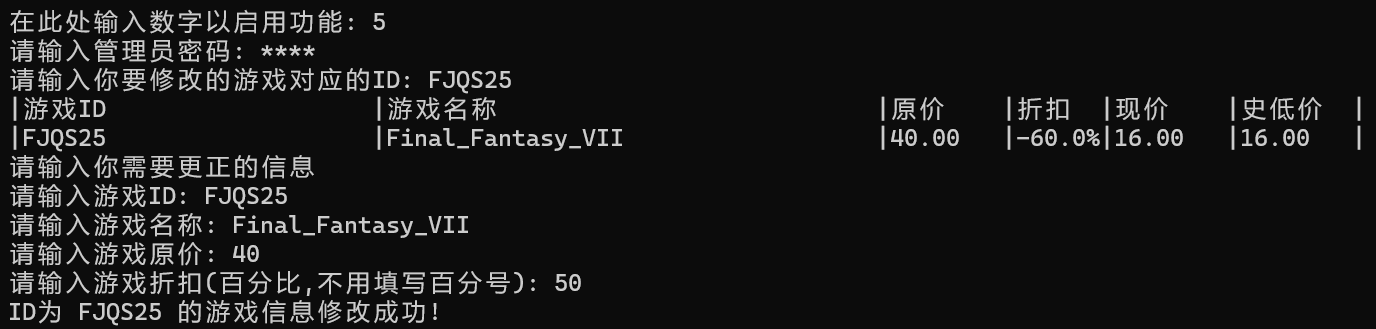 在此处输入数字以启用功能: 5
请输入管理员密码: ****
请输入你要修改的游戏对应的ID: FJQS25
|游戏ID |游戏名称 |原价 |折扣 |现价 |史低价 |
|FJQS25 |Final_Fantasy_VII |40.00 |-60.0%|16.00 |16.00 |
请输入你需要更正的信息
请输入游戏ID: FJQS25
请输入游戏名称: Final_Fantasy_VII
请输入游戏原价: 40
请输入游戏折扣(百分比,不用填写百分号): 50
ID为 FJQS25 的游戏信息修改成功!